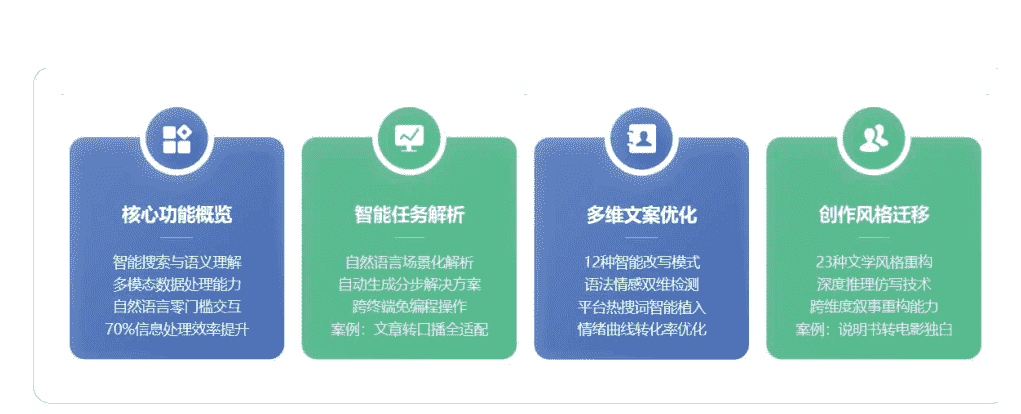 核心功能概览
智能搜索与语义理解
多模态数据处理能力
自然语言零门槛交互
70%信息处理效率提升
智能任务解析
自然语言场景化解析
自动生成分步解决方案
跨终端免编程操作
案例：文章转口播全适配
多维文案优化
12种智能改写模式
语法情感双维检测
平台热搜词智能植入
情绪曲线转化率优化
创作风格迁移
23种文学风格重构
深度推理仿写技术
跨维度叙事重构能力
案例：说明书转电影独白